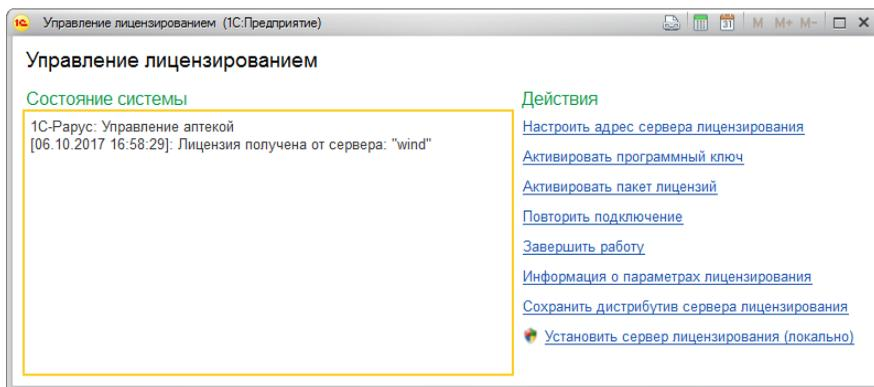 Управление лицензированием (1С:Предприятие)
31 M M+ M-
Управление лицензированием
Состояние системы
1С-Рарус: Управление аптекой
[06.10.2017 16:58:29]: Лицензия получена от сервера: "wind"
Действия
Настроить адрес сервера лицензирования
Активировать программный ключ
Активировать пакет лицензий
Повторить подключение
Завершить работу
Информация о параметрах лицензирования
Сохранить дистрибутив сервера лицензирования
Установить сервер лицензирования (локально)